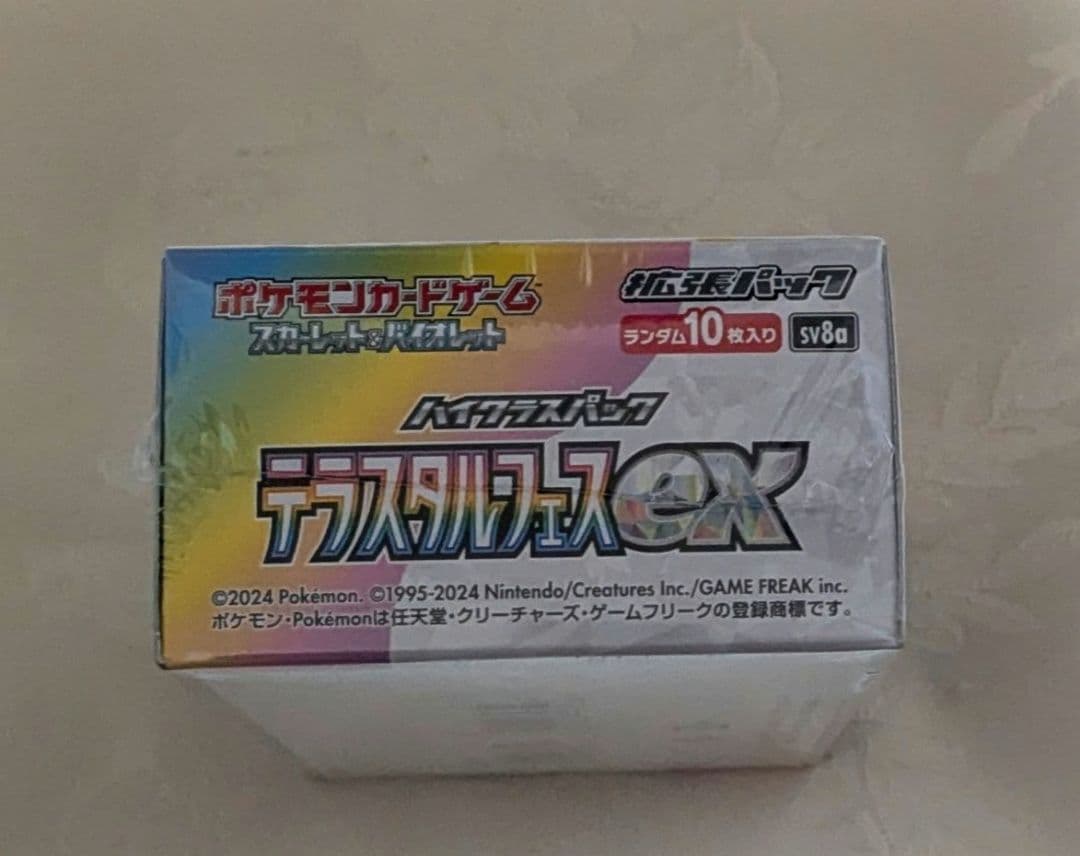 ポケモンカードゲーム
スカーレット&バイオレット
拡張パック
ランダム10枚入り
SV8a
ハイクラスパック
テラスタルフェスex
©2024 Pokémon. ©1995-2024 Nintendo/Creatures Inc./GAME FREAK inc.
ポケモン・Pokémonは任天堂・クリーチャーズ・ゲームフリークの登録商標です。